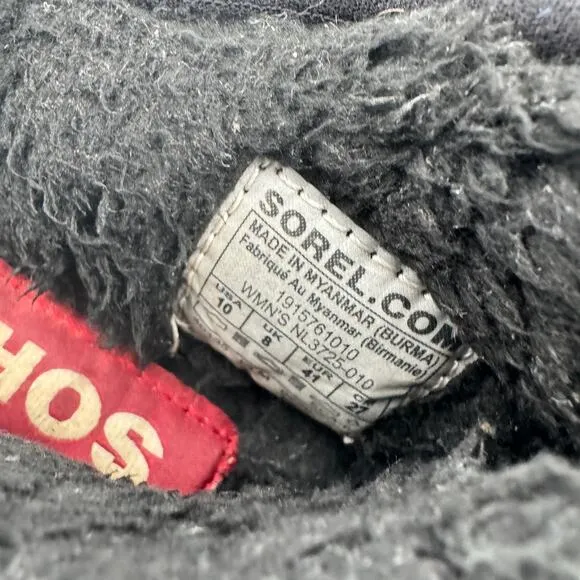 SOREL.COM
MADE IN MYANMAR (BURMA)
Fabriqué Au Myanmar (Birmanie)
1915761010
WMN'S NL3725-010
USA UK EUR CM
10 8 41 27
SOH